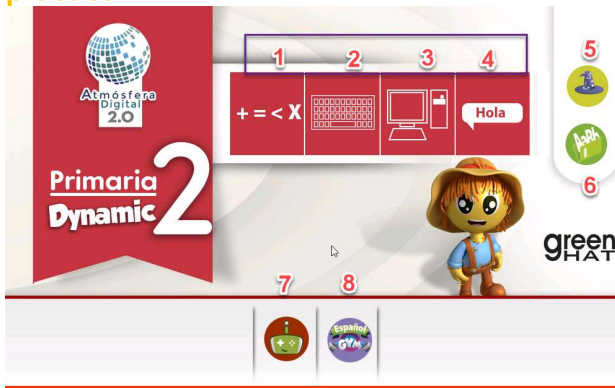 1 2 3 4 5
Atmósfera
Digital
2.0
+ = < X
Hola
AaBb
6
Primaria
Dynamic 2
green
HAT
7 8
Español
GYM